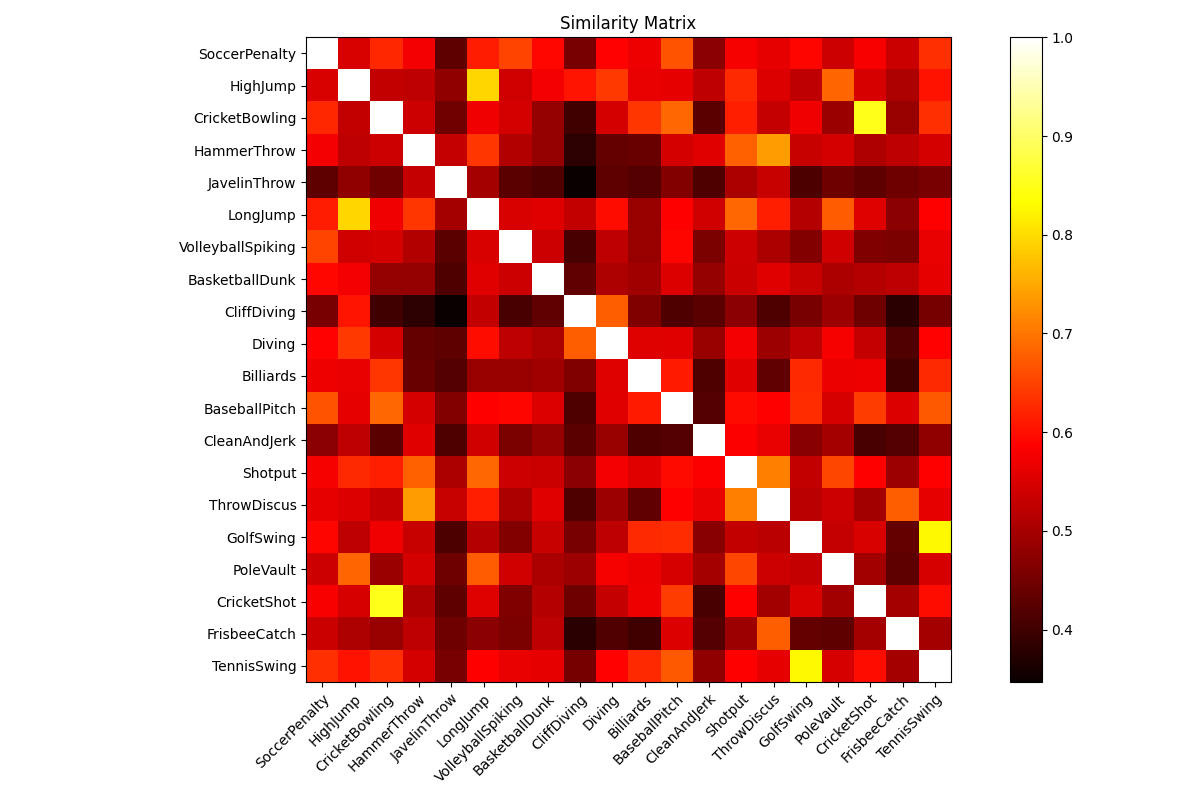 Similarity Matrix
SoccerPenalty
HighJump
CricketBowling
HammerThrow
JavelinThrow
LongJump
VolleyballSpiking
BasketballDunk
CliffDiving
Diving
Billiards
BaseballPitch
CleanAndJerk
Shotput
ThrowDiscus
GolfSwing
PoleVault
CricketShot
FrisbeeCatch
TennisSwing
SoccerPenalty
HighJump
CricketBowling
HammerThrow
JavelinThrow
LongJump
VolleyballSpiking
BasketballDunk
CliffDiving
Diving
Billiards
BaseballPitch
CleanAndJerk
Shotput
ThrowDiscus
GolfSwing
PoleVault
CricketShot
FrisbeeCatch
TennisSwing
1.0
0.9
0.8
0.7
0.6
0.5
0.4